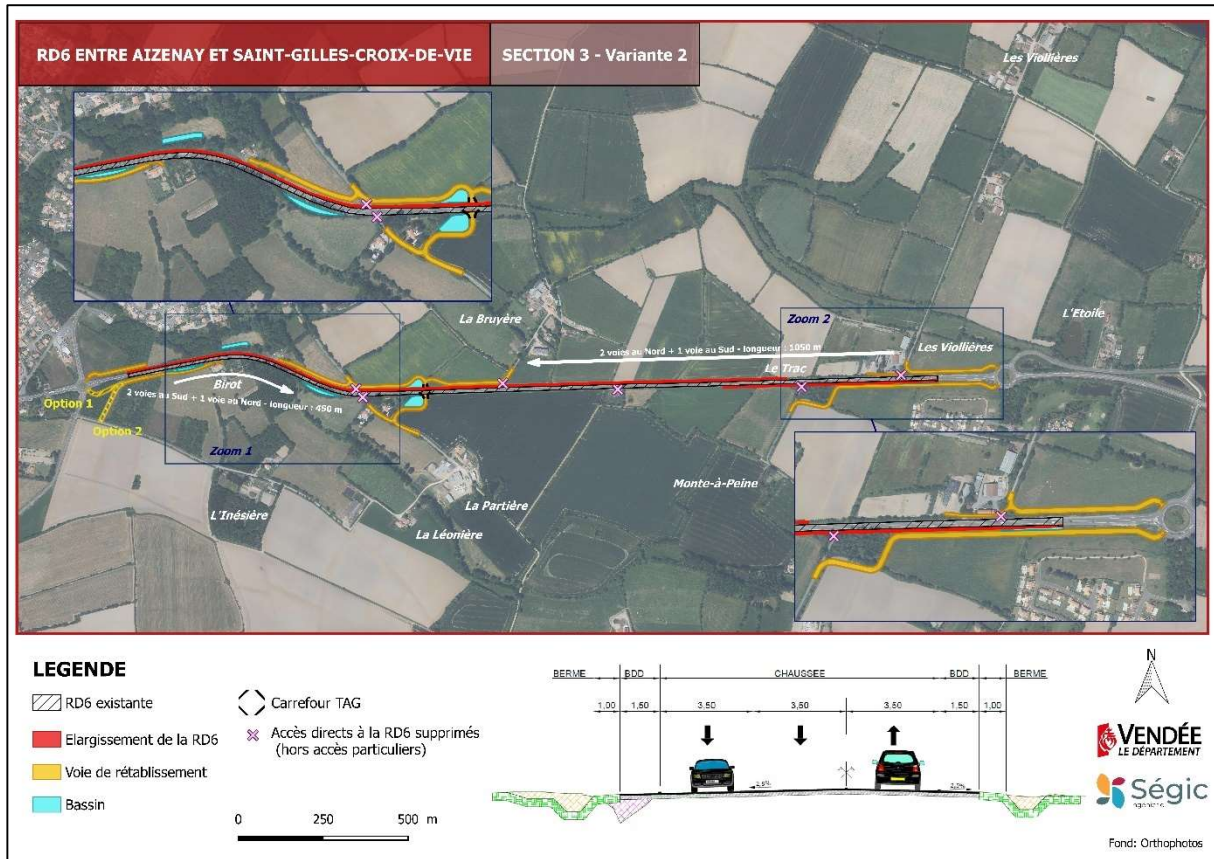 RD6 ENTRE AIZENAY ET SAINT-GILLES-CROIX-DE-VIE
SECTION 3 - Variante 2
Les Viollières
La Bruyère
Zoom 2
L'Etoile
2 voies au Nord + 1 voie au Sud - longueur : 1050 m
Les Viollières
Le Trac
Birot
Option 1
2 voies au Sud + 1 voie au Nord - longueur : 450 m
Option 2
Zoom 1
Monte-à-Peine
La Partière
L'Inésière
La Léonière
LEGENDE
RD6 existante
Elargissement de la RD6
Voie de rétablissement
Bassin
Carrefour TAG
Accès directs à la RD6 supprimés
(hors accès particuliers)
0 250 500 m
BERME BDD CHAUSSEE BDD BERME
1,00 1,50 3,50 3,50 3,50 1,50 1,00
2,5%
N
VENDÉE
LE DÉPARTEMENT
Ségic
Ingénierie
Fond: Orthophotos